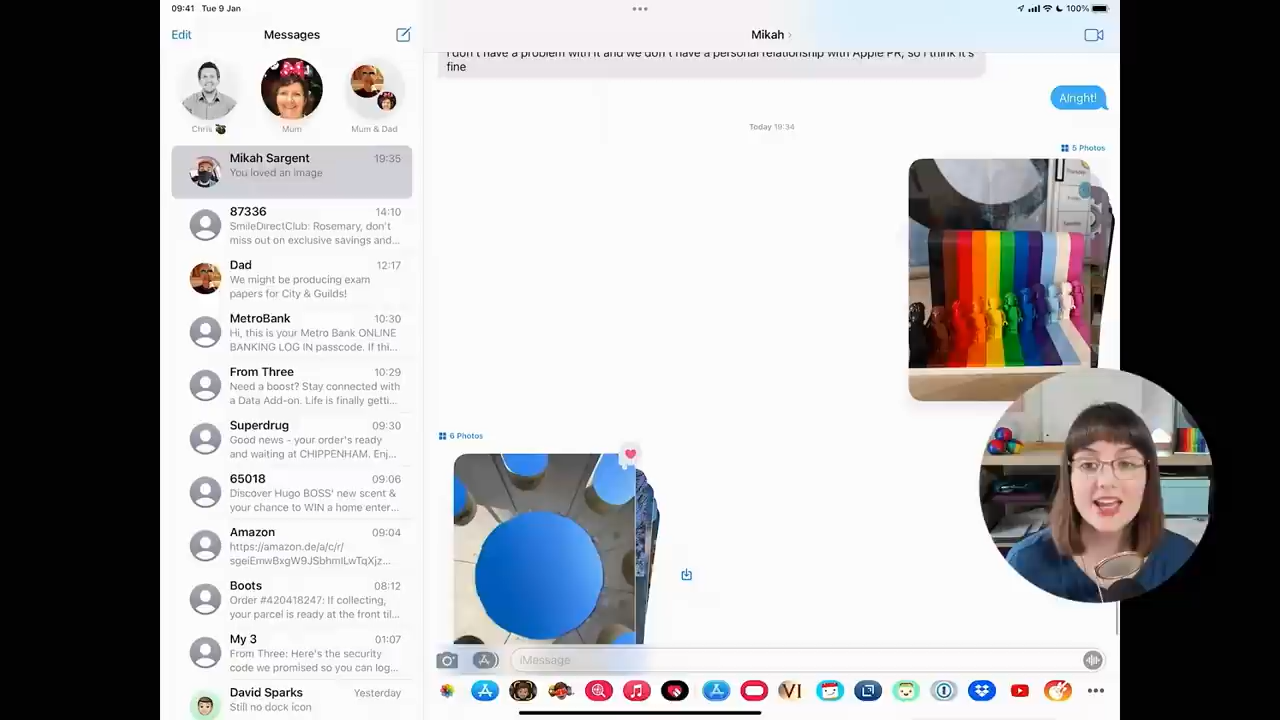 09:41 Tue 9 Jan
100%
Edit
Messages
Mikah
Chris
Mum
Mum & Dad
Mikah Sargent 19:35
You loved an image
87336 14:10
SmileDirectClub: Rosemary, don't
miss out on exclusive savings and...
Dad 12:17
We might be producing exam
papers for City & Guilds!
MetroBank 10:30
Hi, this is your Metro Bank ONLINE
BANKING LOG IN passcode. If thi...
From Three 10:29
Need a boost? Stay connected with
a Data Add-on. Life is finally getti...
Superdrug 09:30
Good news - your order's ready
and waiting at CHIPPENHAM. Enj...
65018 09:06
Discover Hugo BOSS' new scent &
your chance to WIN a home enter...
Amazon 09:04
https://amazon.de/a/c/r/
sgeiEmwBxgW9JSbhmILwTqXjz...
Boots 08:12
Order #420418247: If collecting,
your parcel is ready at the front til...
My 3 01:07
From Three: Here's the security
code we promised so you can log...
David Sparks Yesterday
Still no dock icon
I don't have a problem with it and we don't have a personal relationship with Apple PR, so I think it's
fine
Alright!
Today 19:34
5 Photos
Thursday
6 Photos
iMessage
VI